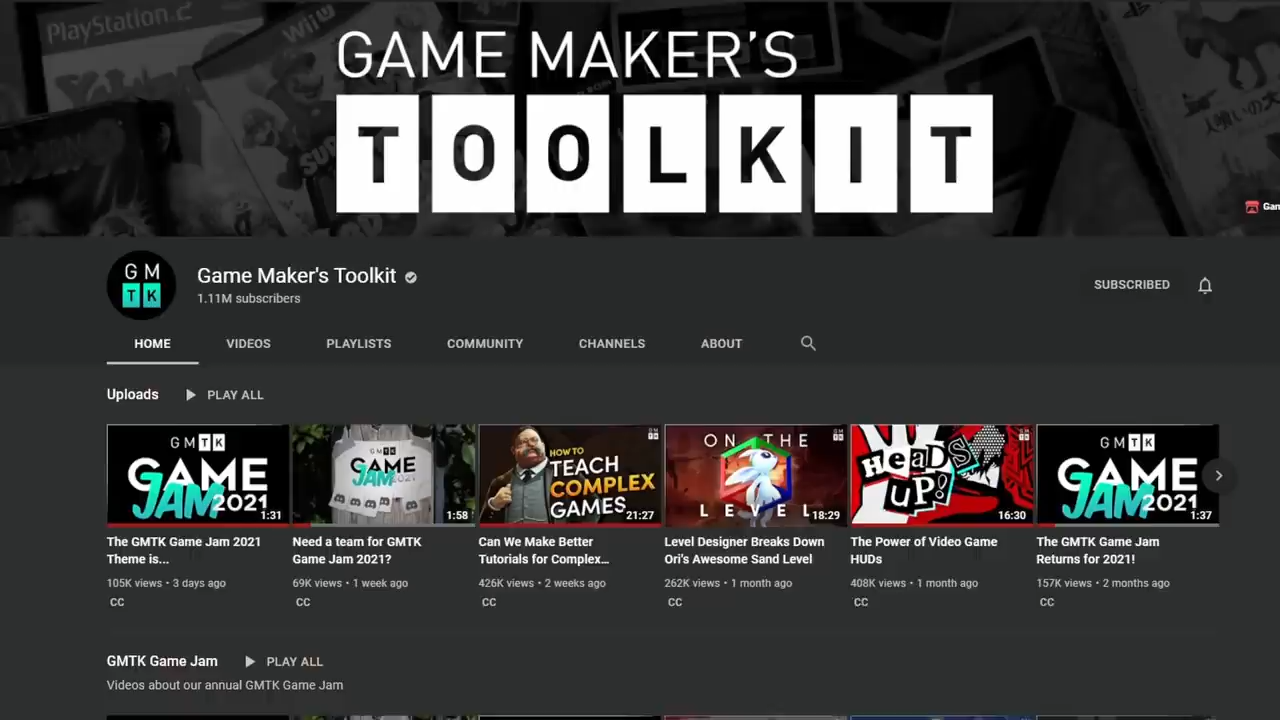 PlayStation 2
WiiU
GAME MAKER'S
TOOLKIT
Gam
GM
TK
Game Maker's Toolkit
1.11M subscribers
SUBSCRIBED
HOME
VIDEOS
PLAYLISTS
COMMUNITY
CHANNELS
ABOUT
Uploads
PLAY ALL
GMTK
GAME
JAM 2021
1:31
GAME
JAM 2021
1:58
HOW TO
TEACH
COMPLEX
GAMES
21:27
ON THE
LEVEL
18:29
HeaDS
uP!
16:30
GMTK
GAME
JAM 2021
1:37
The GMTK Game Jam 2021
Theme is...
105K views • 3 days ago
CC
Need a team for GMTK
Game Jam 2021?
69K views • 1 week ago
CC
Can We Make Better
Tutorials for Complex...
426K views • 2 weeks ago
CC
Level Designer Breaks Down
Ori's Awesome Sand Level
262K views • 1 month ago
CC
The Power of Video Game
HUDs
408K views • 1 month ago
CC
The GMTK Game Jam
Returns for 2021!
157K views • 2 months ago
CC
GMTK Game Jam
PLAY ALL
Videos about our annual GMTK Game Jam